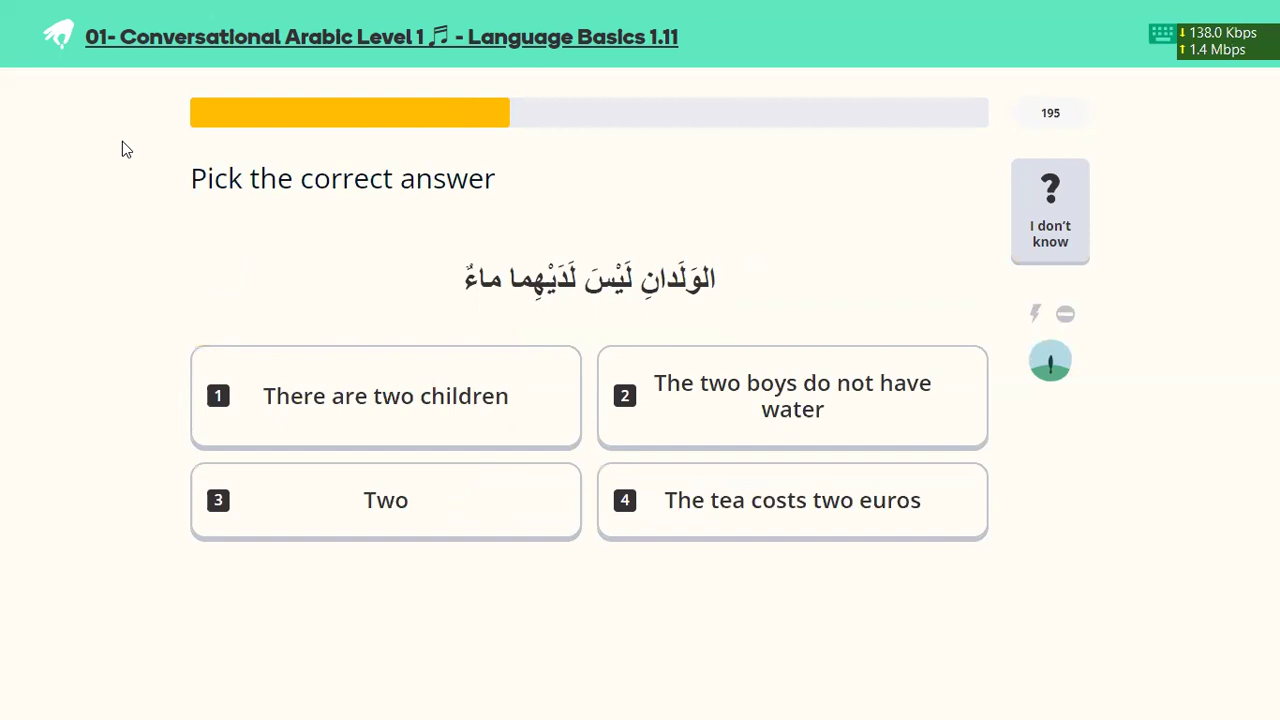 01- Conversational Arabic Level 1 🎵 - Language Basics 1.11
↓ 138.0 Kbps
↑ 1.4 Mbps
195
Pick the correct answer
?
I don't
know
الوَلَدانِ لَيْسَ لَدَيْهِما ماءٌ
1 There are two children
2 The two boys do not have
water
3 Two
4 The tea costs two euros